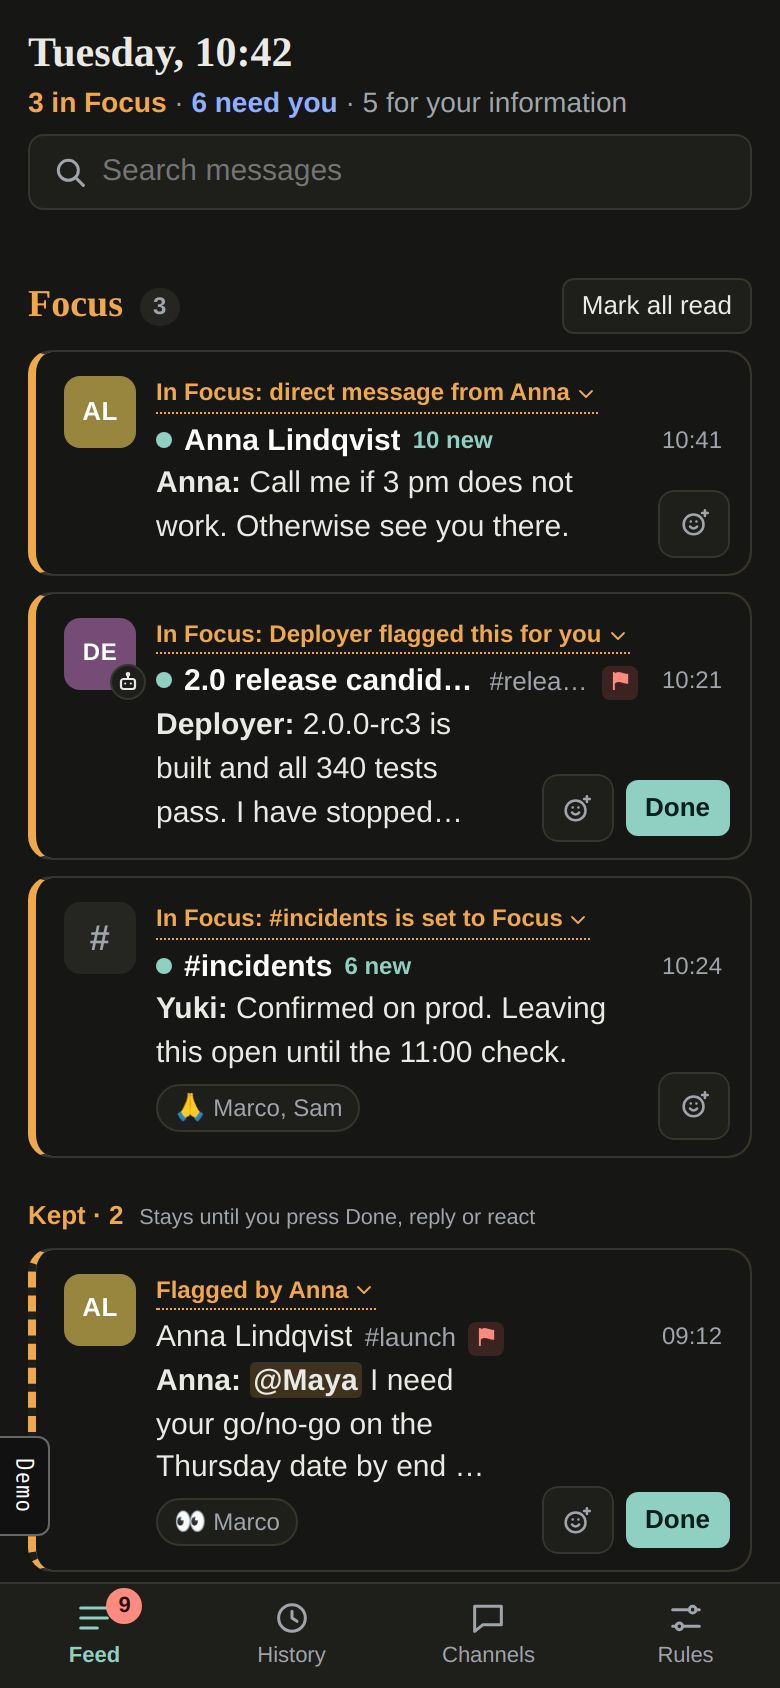 Tuesday, 10:42
3 in Focus · 6 need you · 5 for your information
Search messages
Focus 3
Mark all read
AL
In Focus: direct message from Anna
Anna Lindqvist 10 new 10:41
Anna: Call me if 3 pm does not
work. Otherwise see you there.
DE
In Focus: Deployer flagged this for you
2.0 release candid… #relea… 10:21
Deployer: 2.0.0-rc3 is
built and all 340 tests
pass. I have stopped…
Done
#
In Focus: #incidents is set to Focus
#incidents 6 new 10:24
Yuki: Confirmed on prod. Leaving
this open until the 11:00 check.
🙏 Marco, Sam
Kept · 2 Stays until you press Done, reply or react
AL
Flagged by Anna
Anna Lindqvist #launch 09:12
Anna: @Maya I need
your go/no-go on the
Thursday date by end …
👀 Marco
Done
Demo
9
Feed
History
Channels
Rules